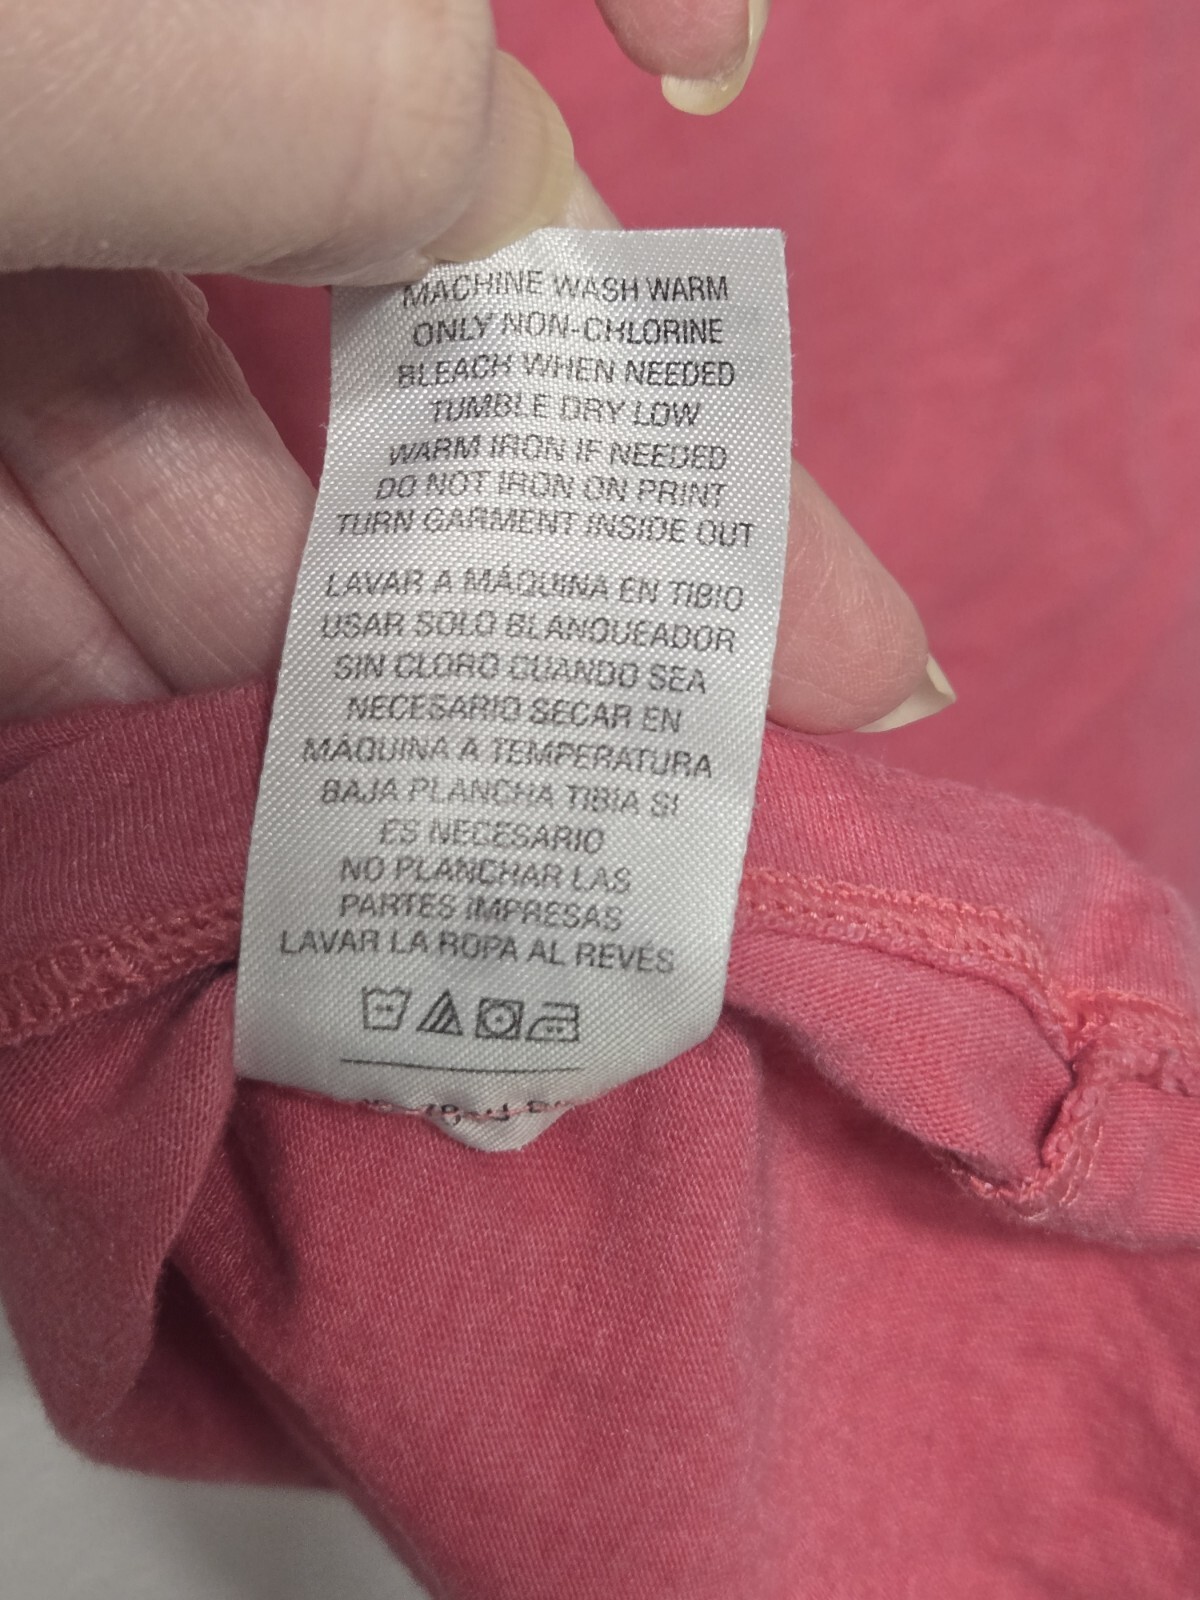 MACHINE WASH WARM
ONLY NON-CHLORINE
BLEACH WHEN NEEDED
TUMBLE DRY LOW
WARM IRON IF NEEDED
DO NOT IRON ON PRINT
TURN GARMENT INSIDE OUT
LAVAR A MÁQUINA EN TIBIO
USAR SOLO BLANQUEADOR
SIN CLORO CUANDO SEA
NECESARIO SECAR EN
MÁQUINA A TEMPERATURA
BAJA PLANCHA TIBIA SI
ES NECESARIO
NO PLANCHAR LAS
PARTES IMPRESAS
LAVAR LA ROPA AL REVÉS